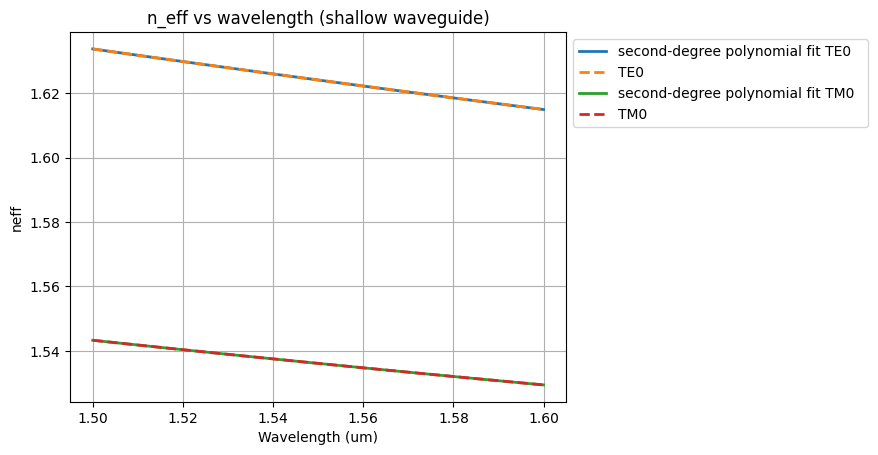 n_eff vs wavelength (shallow waveguide)
second-degree polynomial fit TE0
TE0
second-degree polynomial fit TM0
TM0
1.62
1.60
1.58
1.56
1.54
neff
1.50 1.52 1.54 1.56 1.58 1.60
Wavelength (um)